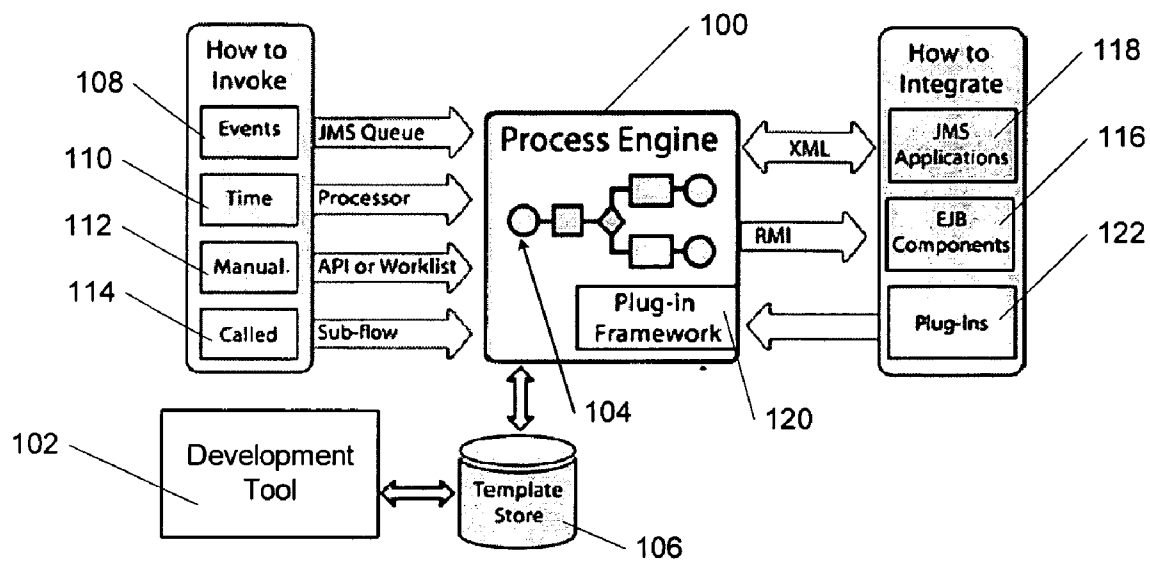 100
How to
Invoke
108
Events
JMS Queue
110
Time
Processor
112
Manual.
API or Worklist
114
Called
Sub-flow
Process Engine
Plug-in
Framework
104
120
XML
RMI
How to
Integrate
118
JMS
Applications
116
EJB
Components
122
Plug-Ins
102
Development
Tool
Template
Store
106